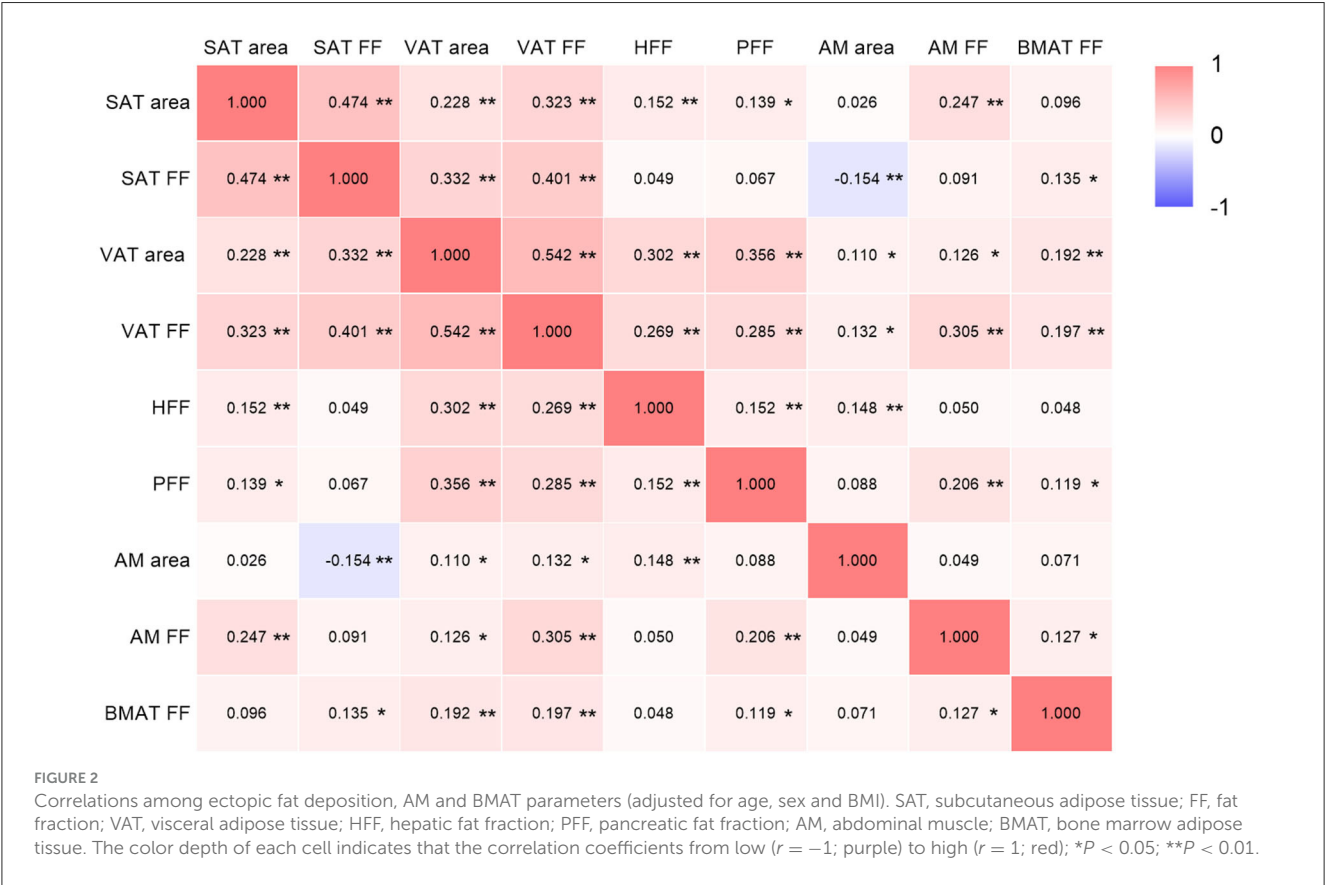 SAT area SAT FF VAT area VAT FF HFF PFF AM area AM FF BMAT FF
SAT area 1.000 0.474 ** 0.228 ** 0.323 ** 0.152 ** 0.139 * 0.026 0.247 ** 0.096
SAT FF 0.474 ** 1.000 0.332 ** 0.401 ** 0.049 0.067 -0.154 ** 0.091 0.135 *
VAT area 0.228 ** 0.332 ** 1.000 0.542 ** 0.302 ** 0.356 ** 0.110 * 0.126 * 0.192 **
VAT FF 0.323 ** 0.401 ** 0.542 ** 1.000 0.269 ** 0.285 ** 0.132 * 0.305 ** 0.197 **
HFF 0.152 ** 0.049 0.302 ** 0.269 ** 1.000 0.152 ** 0.148 ** 0.050 0.048
PFF 0.139 * 0.067 0.356 ** 0.285 ** 0.152 ** 1.000 0.088 0.206 ** 0.119 *
AM area 0.026 -0.154 ** 0.110 * 0.132 * 0.148 ** 0.088 1.000 0.049 0.071
AM FF 0.247 ** 0.091 0.126 * 0.305 ** 0.050 0.206 ** 0.049 1.000 0.127 *
BMAT FF 0.096 0.135 * 0.192 ** 0.197 ** 0.048 0.119 * 0.071 0.127 * 1.000
1
0
-1
FIGURE 2
Correlations among ectopic fat deposition, AM and BMAT parameters (adjusted for age, sex and BMI). SAT, subcutaneous adipose tissue; FF, fat
fraction; VAT, visceral adipose tissue; HFF, hepatic fat fraction; PFF, pancreatic fat fraction; AM, abdominal muscle; BMAT, bone marrow adipose
tissue. The color depth of each cell indicates that the correlation coefficients from low (r = −1; purple) to high (r = 1; red); *P < 0.05; **P < 0.01.